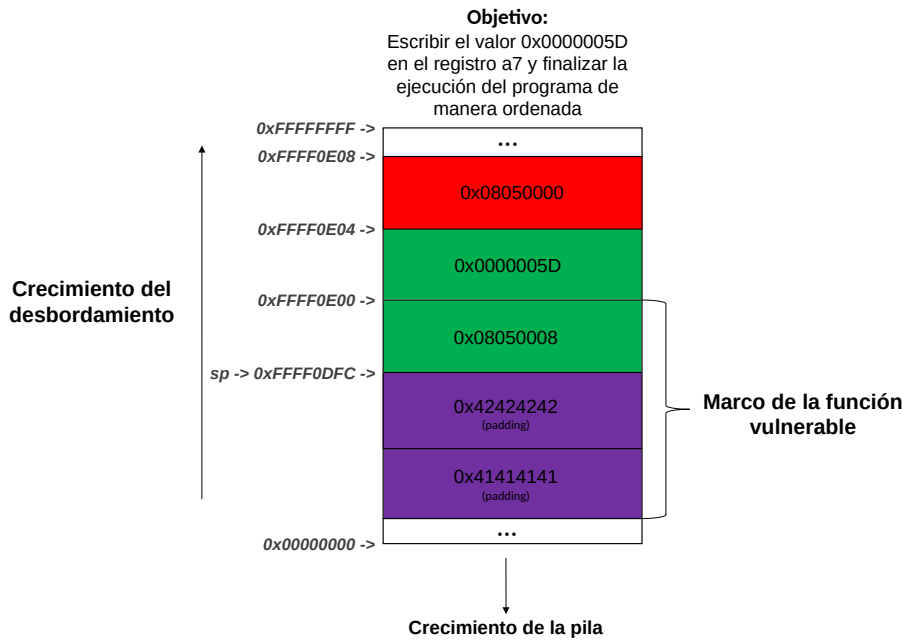 Objetivo:
Escribir el valor 0x0000005D
en el registro a7 y finalizar la
ejecución del programa de
manera ordenada
0xFFFFFFFF ->
...
0xFFFF0E08 ->
0x08050000
0xFFFF0E04 ->
0x0000005D
Crecimiento del
desbordamiento
0xFFFF0E00 ->
0x08050008
sp -> 0xFFFF0DFC ->
0x42424242
(padding)
Marco de la función
vulnerable
0x41414141
(padding)
...
0x00000000 ->
Crecimiento de la pila